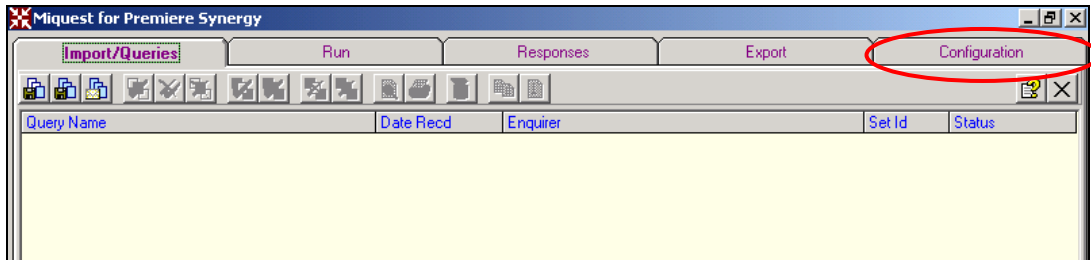 Miquest for Premiere Synergy
Import/Queries Run Responses Export Configuration
Query Name Date Recd Enquirer Set Id Status